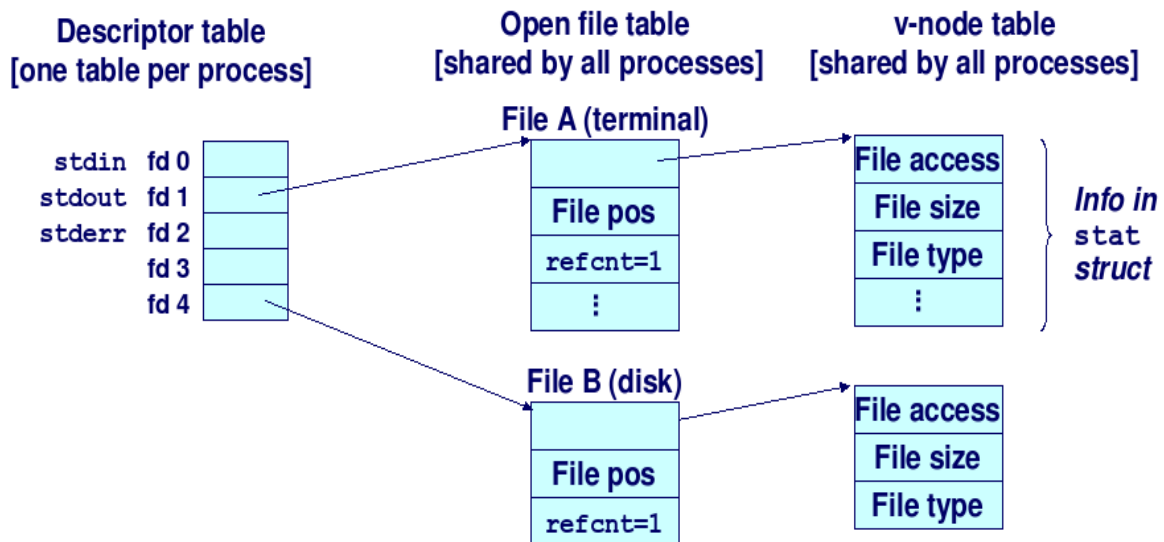 Descriptor table
[one table per process]
Open file table
[shared by all processes]
v-node table
[shared by all processes]
stdin fd 0
stdout fd 1
stderr fd 2
fd 3
fd 4
File A (terminal)
File pos
refcnt=1
⋮
File access
File size
File type
⋮
Info in
stat
struct
File B (disk)
File pos
refcnt=1
File access
File size
File type